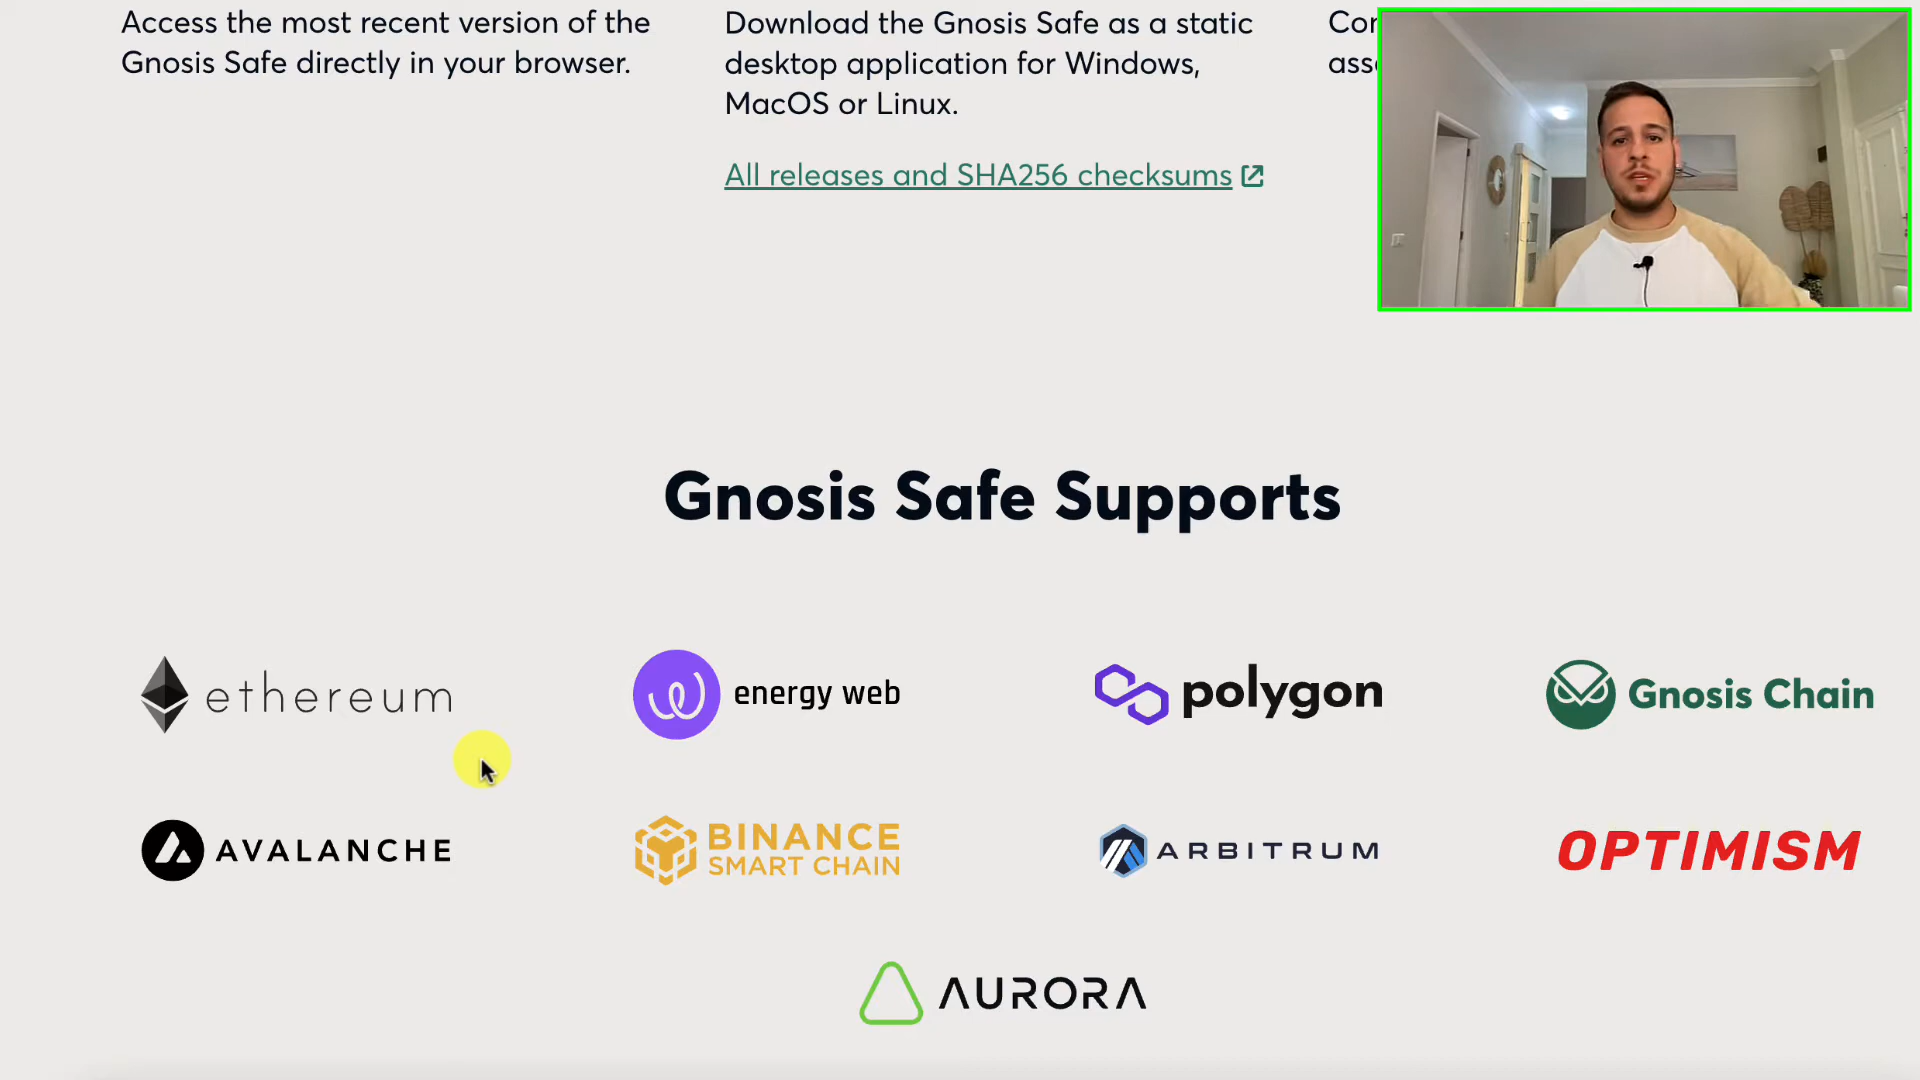 Access the most recent version of the
Gnosis Safe directly in your browser.
Download the Gnosis Safe as a static
desktop application for Windows,
MacOS or Linux.
All releases and SHA256 checksums
Gnosis Safe Supports
ethereum
energy web
polygon
Gnosis Chain
AVALANCHE
BINANCE
SMART CHAIN
ARBITRUM
OPTIMISM
AURORA